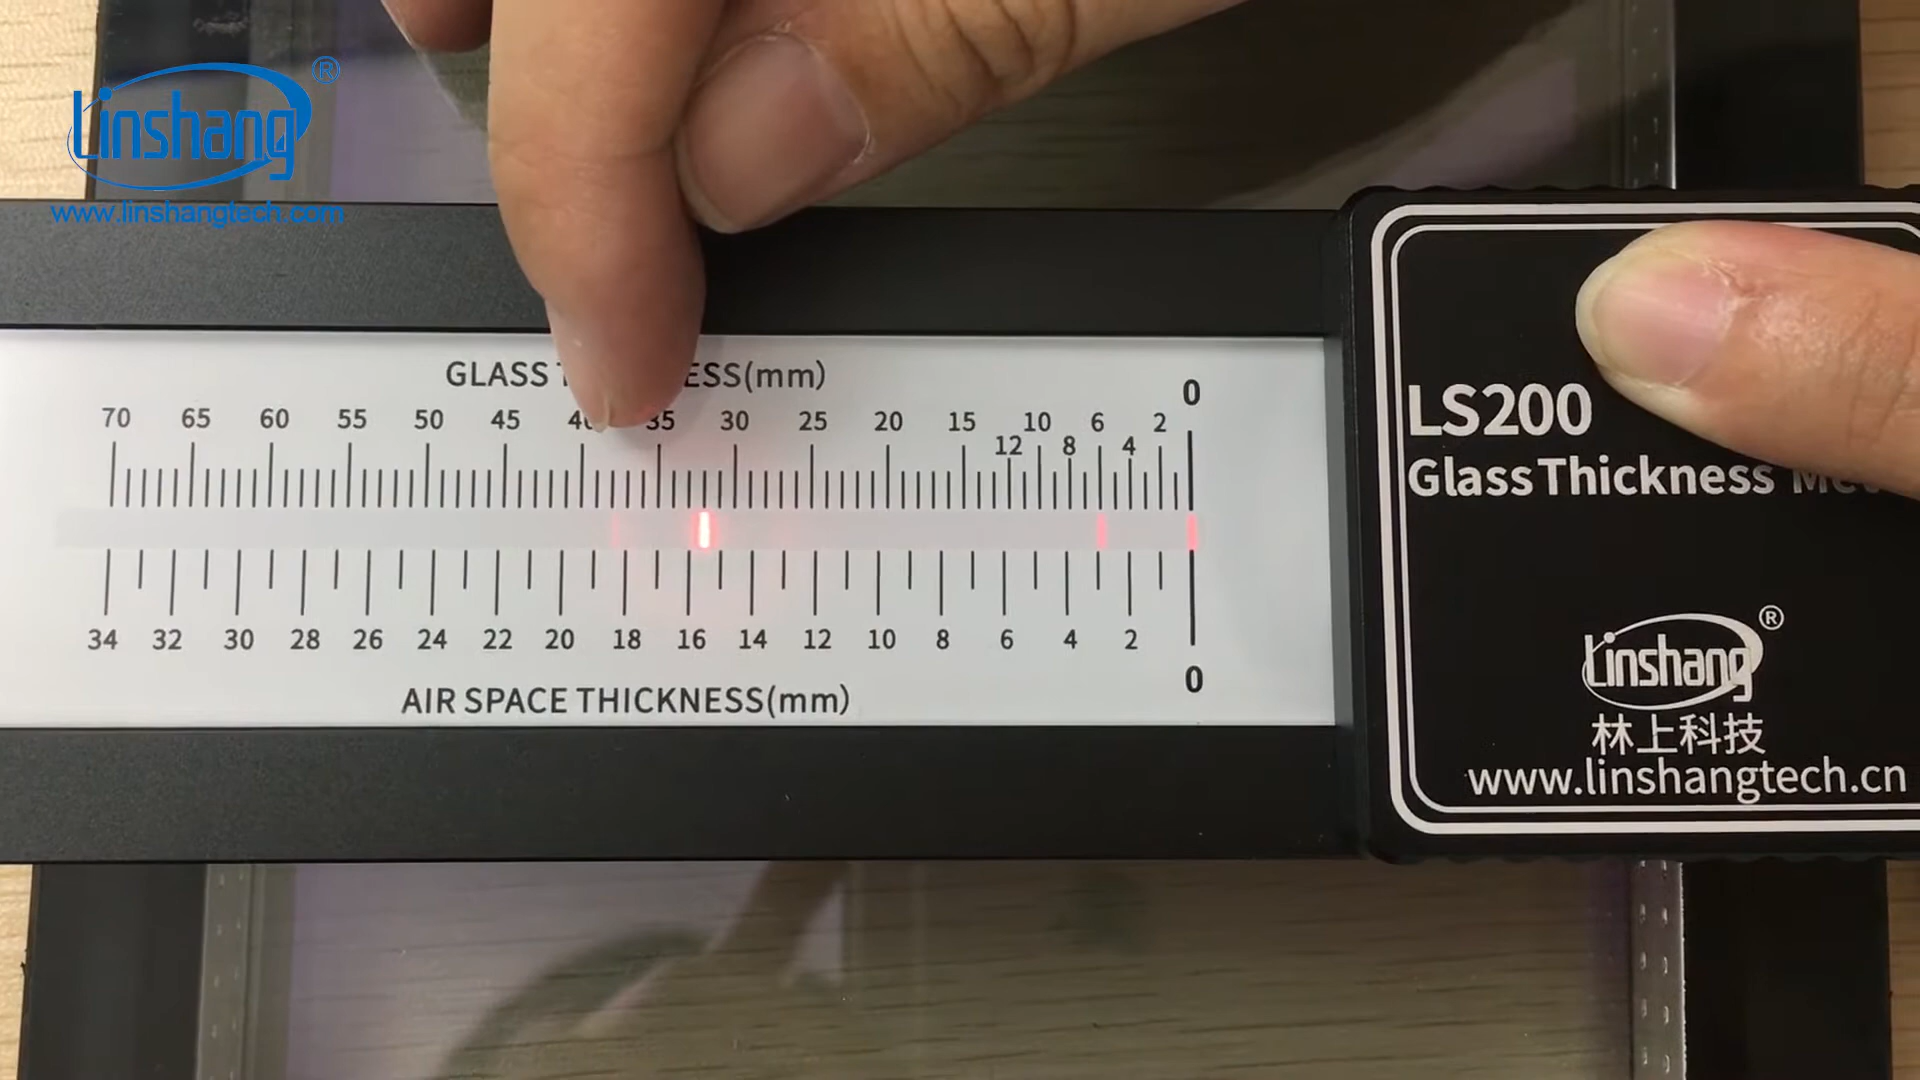 Linshang®
www.linshangtech.com
GLASS ESS(mm)
0
70 65 60 55 50 45 35 30 25 20 15 10 6 2
12 8 4
34 32 30 28 26 24 22 20 18 16 14 12 10 8 6 4 2
0
AIR SPACE THICKNESS(mm)
LS200
Glass Thickness
Linshang®
林上科技
www.linshangtech.cn